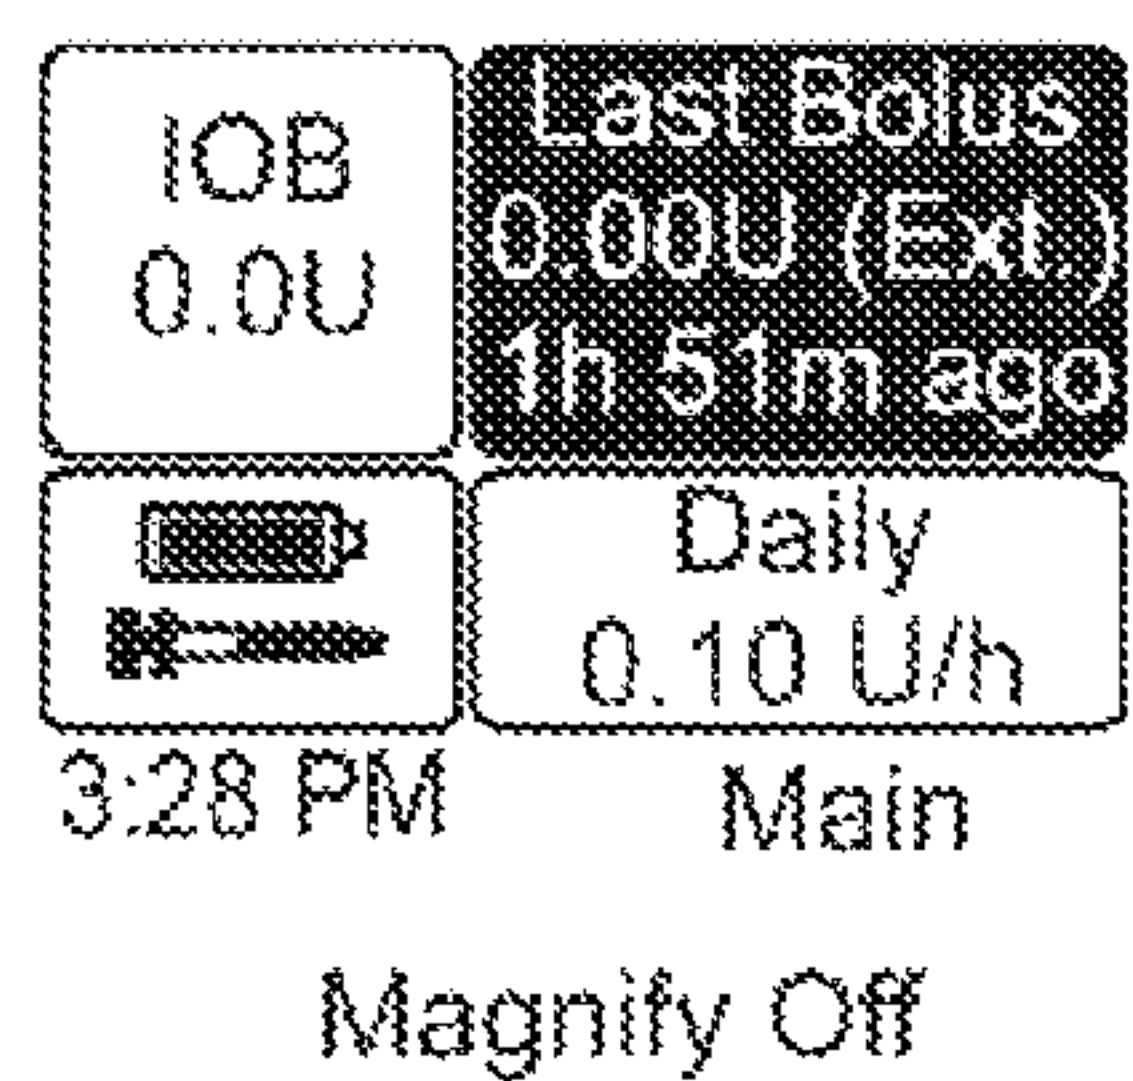 IOB
0.0U
Last Bolus
0.00U (Ext.)
1h 51m ago
Daily
0.10 U/h
3:28 PM
Main
Magnify Off